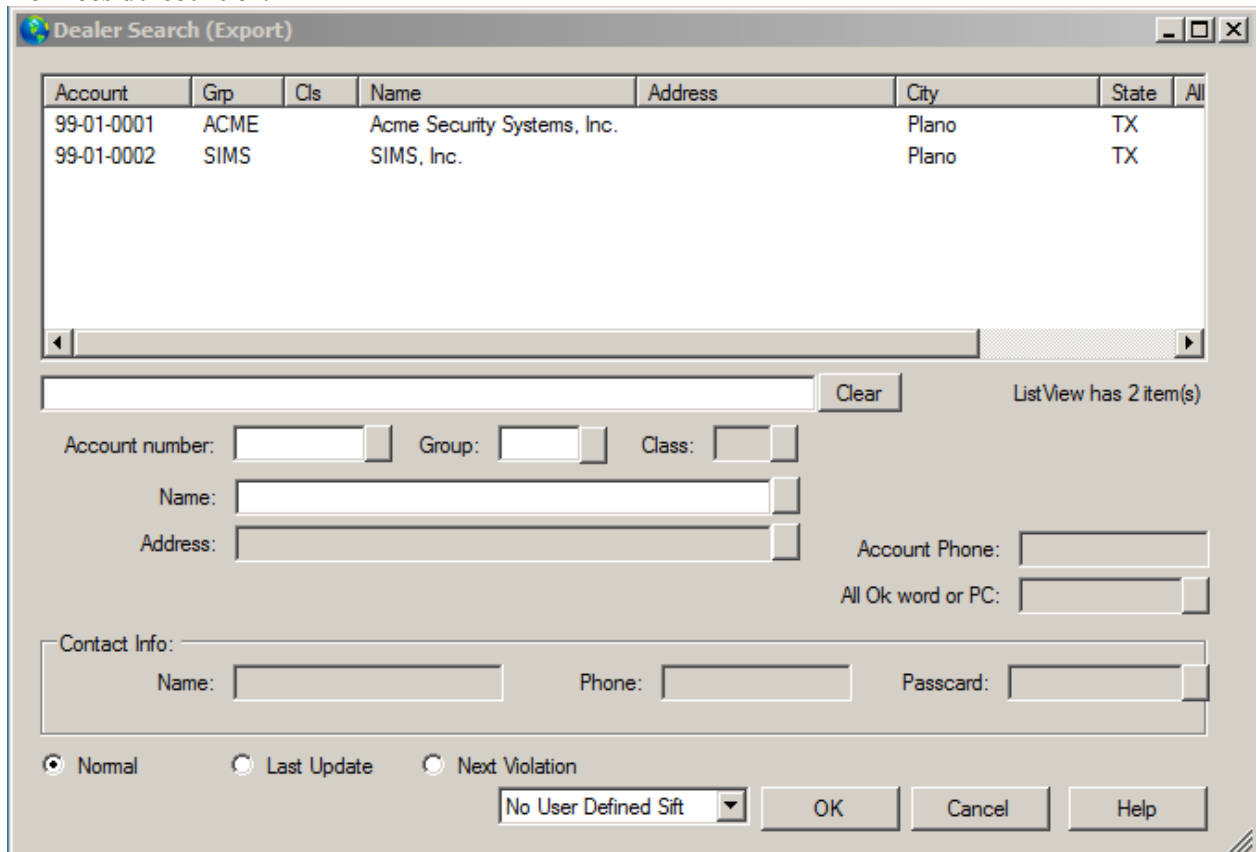 Dealer Search (Export)
Account Grp Cls Name Address City State All
99-01-0001 ACME Acme Security Systems, Inc. Plano TX
99-01-0002 SIMS SIMS, Inc. Plano TX
Clear ListView has 2 item(s)
Account number: Group: Class:
Name:
Address:
Account Phone:
All Ok word or PC:
Contact Info:
Name: Phone: Passcard:
Normal Last Update Next Violation
No User Defined Sift OK Cancel Help